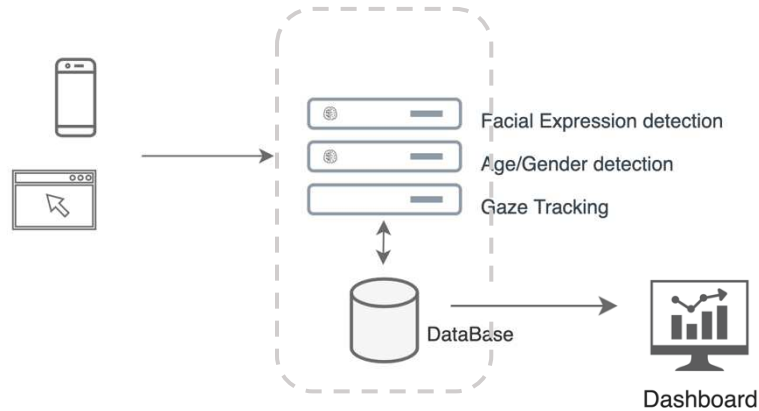 Facial Expression detection
Age/Gender detection
Gaze Tracking
DataBase
Dashboard